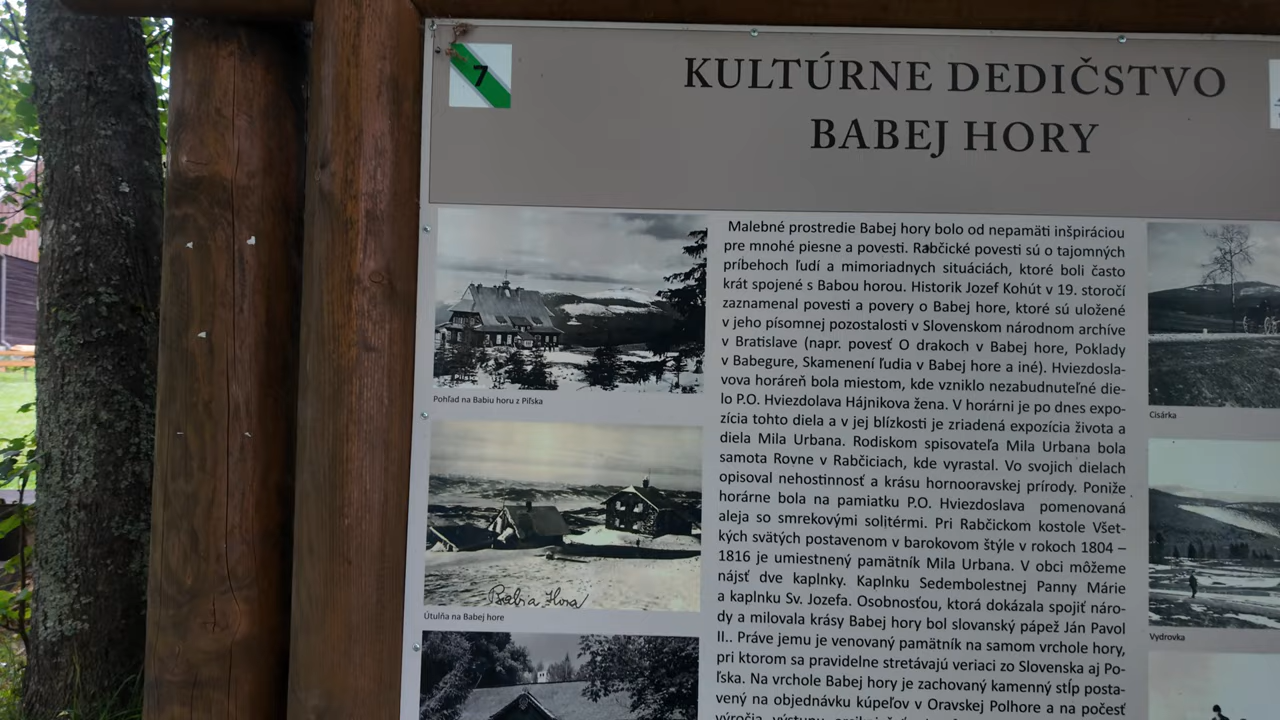 7
KULTÚRNE DEDIČSTVO
BABEJ HORY
Malebné prostredie Babej hory bolo od nepamäti inšpiráciou
pre mnohé piesne a povesti. Rabčické povesti sú o tajomných
príbehoch ľudí a mimoriadnych situáciách, ktoré boli často
krát spojené s Babou horou. Historik Jozef Kohút v 19. storočí
zaznamenal povesti a povery o Babej hore, ktoré sú uložené
v jeho písomnej pozostalosti v Slovenskom národnom archíve
v Bratislave (napr. povesť O drakoch v Babej hore, Poklady
v Babegure, Skamenení ľudia v Babej hore a iné). Hviezdosla-
vova horáreň bola miestom, kde vzniklo nezabudnuteľné die-
lo P.O. Hviezdolava Hájnikova žena. V horárni je po dnes expo-
zícia tohto diela a v jej blízkosti je zriadená expozícia života a
diela Mila Urbana. Rodiskom spisovateľa Mila Urbana bola
samota Rovne v Rabčiciach, kde vyrastal. Vo svojich dielach
opisoval nehostinnosť a krásu hornooravskej prírody. Poniže
horárne bola na pamiatku P.O. Hviezdoslava pomenovaná
aleja so smrekovými solitérmi. Pri Rabčickom kostole Všet-
kých svätých postavenom v barokovom štýle v rokoch 1804 –
1816 je umiestnený pamätník Mila Urbana. V obci môžeme
nájsť dve kaplnky. Kaplnku Sedembolestnej Panny Márie
a kaplnku Sv. Jozefa. Osobnosťou, ktorá dokázala spojiť náro-
dy a milovala krásy Babej hory bol slovanský pápež Ján Pavol
II.. Práve jemu je venovaný pamätník na samom vrchole hory,
pri ktorom sa pravidelne stretávajú veriaci zo Slovenska aj Po-
ľska. Na vrchole Babej hory je zachovaný kamenný stĺp posta-
vený na objednávku kúpeľov v Oravskej Polhore a na počesť
výročia výstupu
Pohľad na Babiu horu z Piľska
Babia Hora
Útulňa na Babej hore
Cisárka
Vydrovka